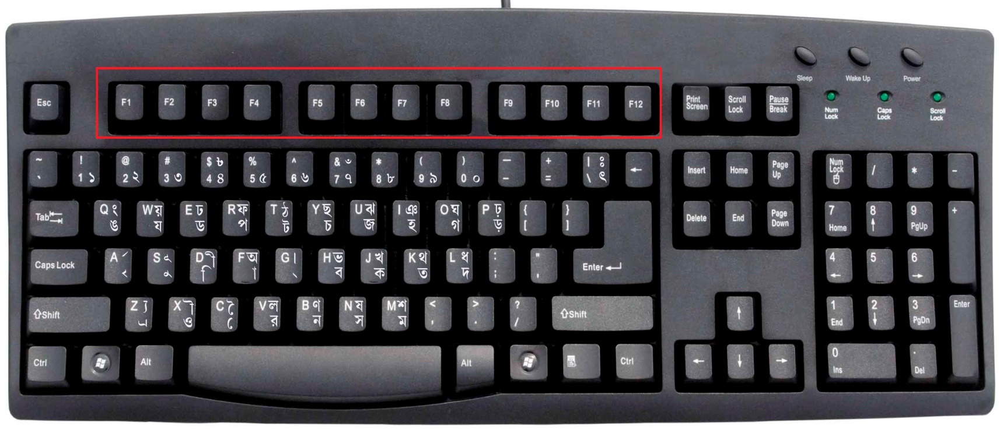 Sleep Wake Up Power
Esc F1 F2 F3 F4 F5 F6 F7 F8 F9 F10 F11 F12 Print Screen Scroll Lock Pause Break Num Lock Caps Lock Scroll Lock
~ ` ! 1 ১ @ 2 ২ # 3 ৩ $ ৳ 4 ৪ % 5 ৫ ^ 6 ৬ & ঁ 7 ৭ * 8 ৮ ( 9 ৯ ) 0 ০ — – + = | ঃ \ ৎ ← Insert Home Page Up Num Lock / * -
Tab Q ং ঙ W য় য E ঢ ড R ফ প T ঠ ট Y ছ চ U ঝ জ I ঞ হ O ঘ গ P ঢ় ড় { [ } ] Delete End Page Down 7 Home 8 ↑ 9 PgUp +
Caps Lock A র্ ৃ S ূ ু D ী ি F অ া G । ্ H ভ ব J খ ক K থ ত L ধ দ : ; " ' Enter 4 ← 5 6 →
⇧Shift Z ্য ্র X ৗ ও C ৈ ে V ল র B ণ ন N ষ স M শ ম < , > . ? / ⇧Shift ↑ 1 End 2 ↓ 3 PgDn Enter
Ctrl Alt Alt Ctrl ← ↓ → 0 Ins . Del